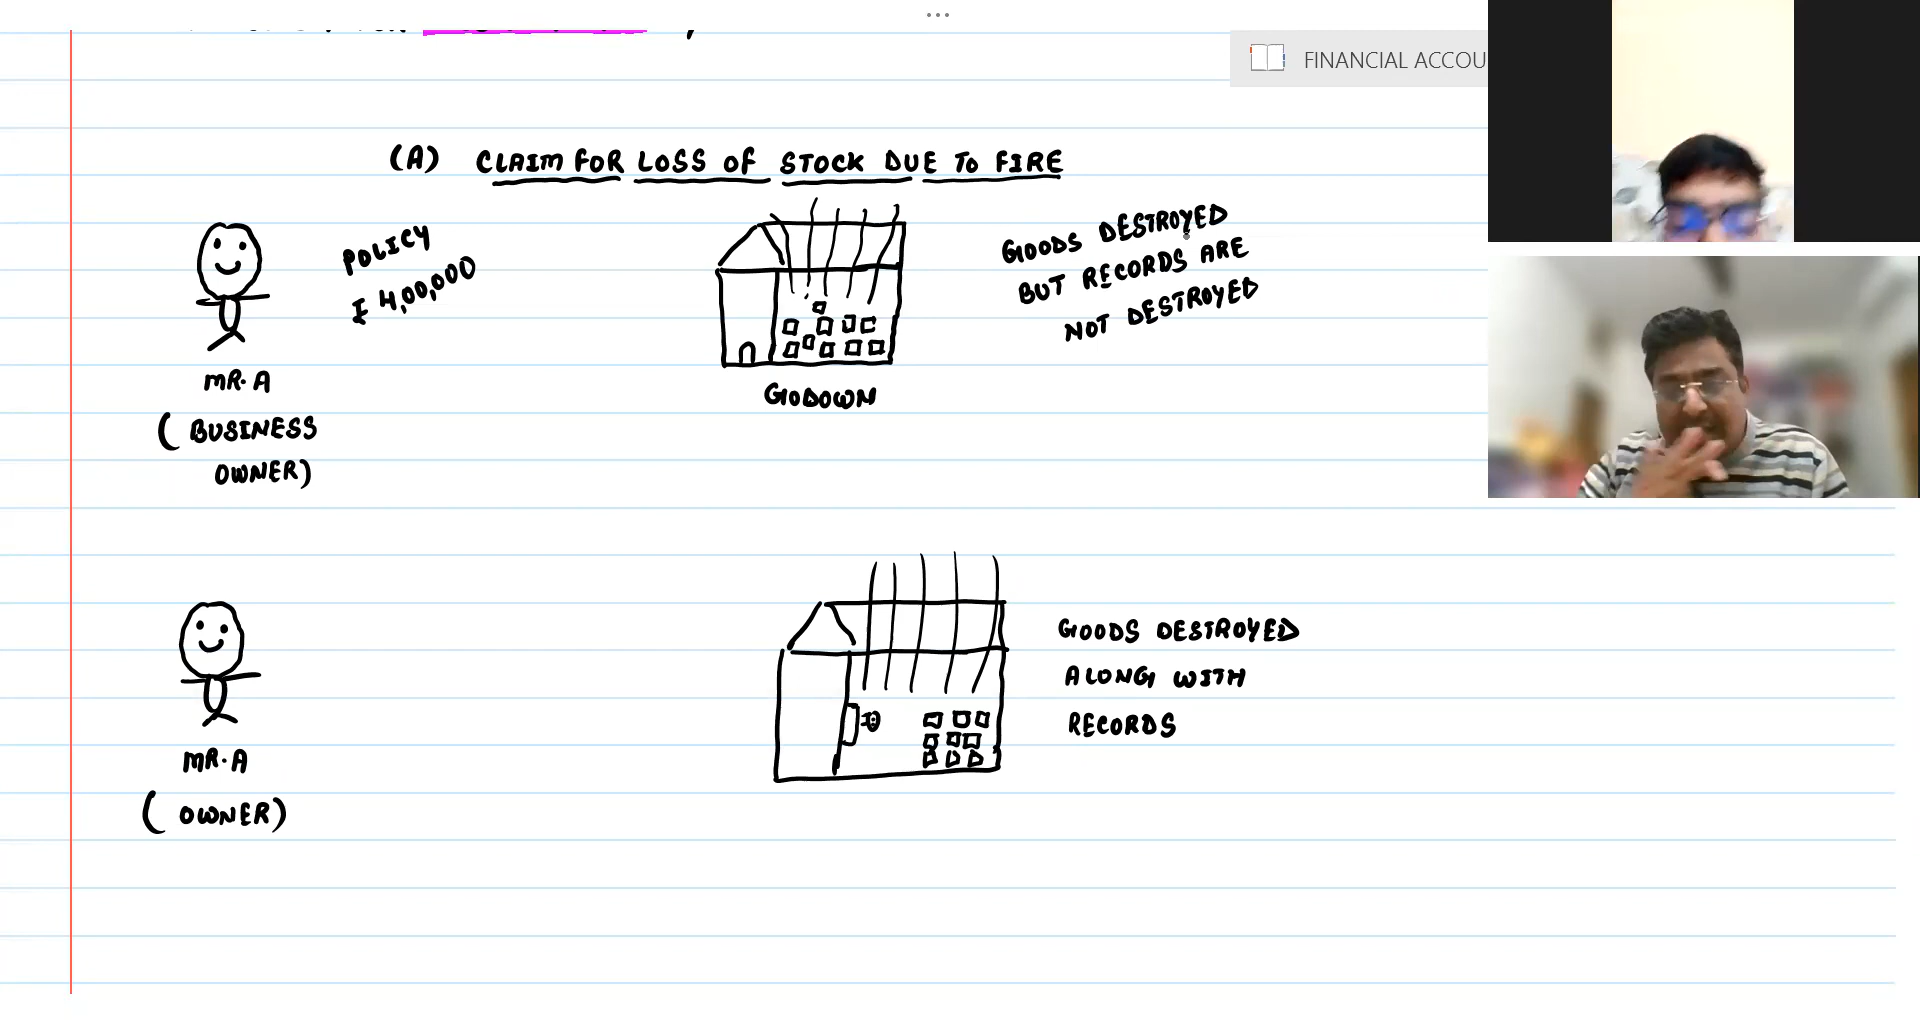 FINANCIAL ACCOU
(A) CLAIM FOR LOSS OF STOCK DUE TO FIRE
POLICY
₹ 4,00,000
GOODS DESTROYED
BUT RECORDS ARE
NOT DESTROYED
MR. A
(BUSINESS
OWNER)
GODOWN
GOODS DESTROYED
ALONG WITH
RECORDS
MR. A
(OWNER)